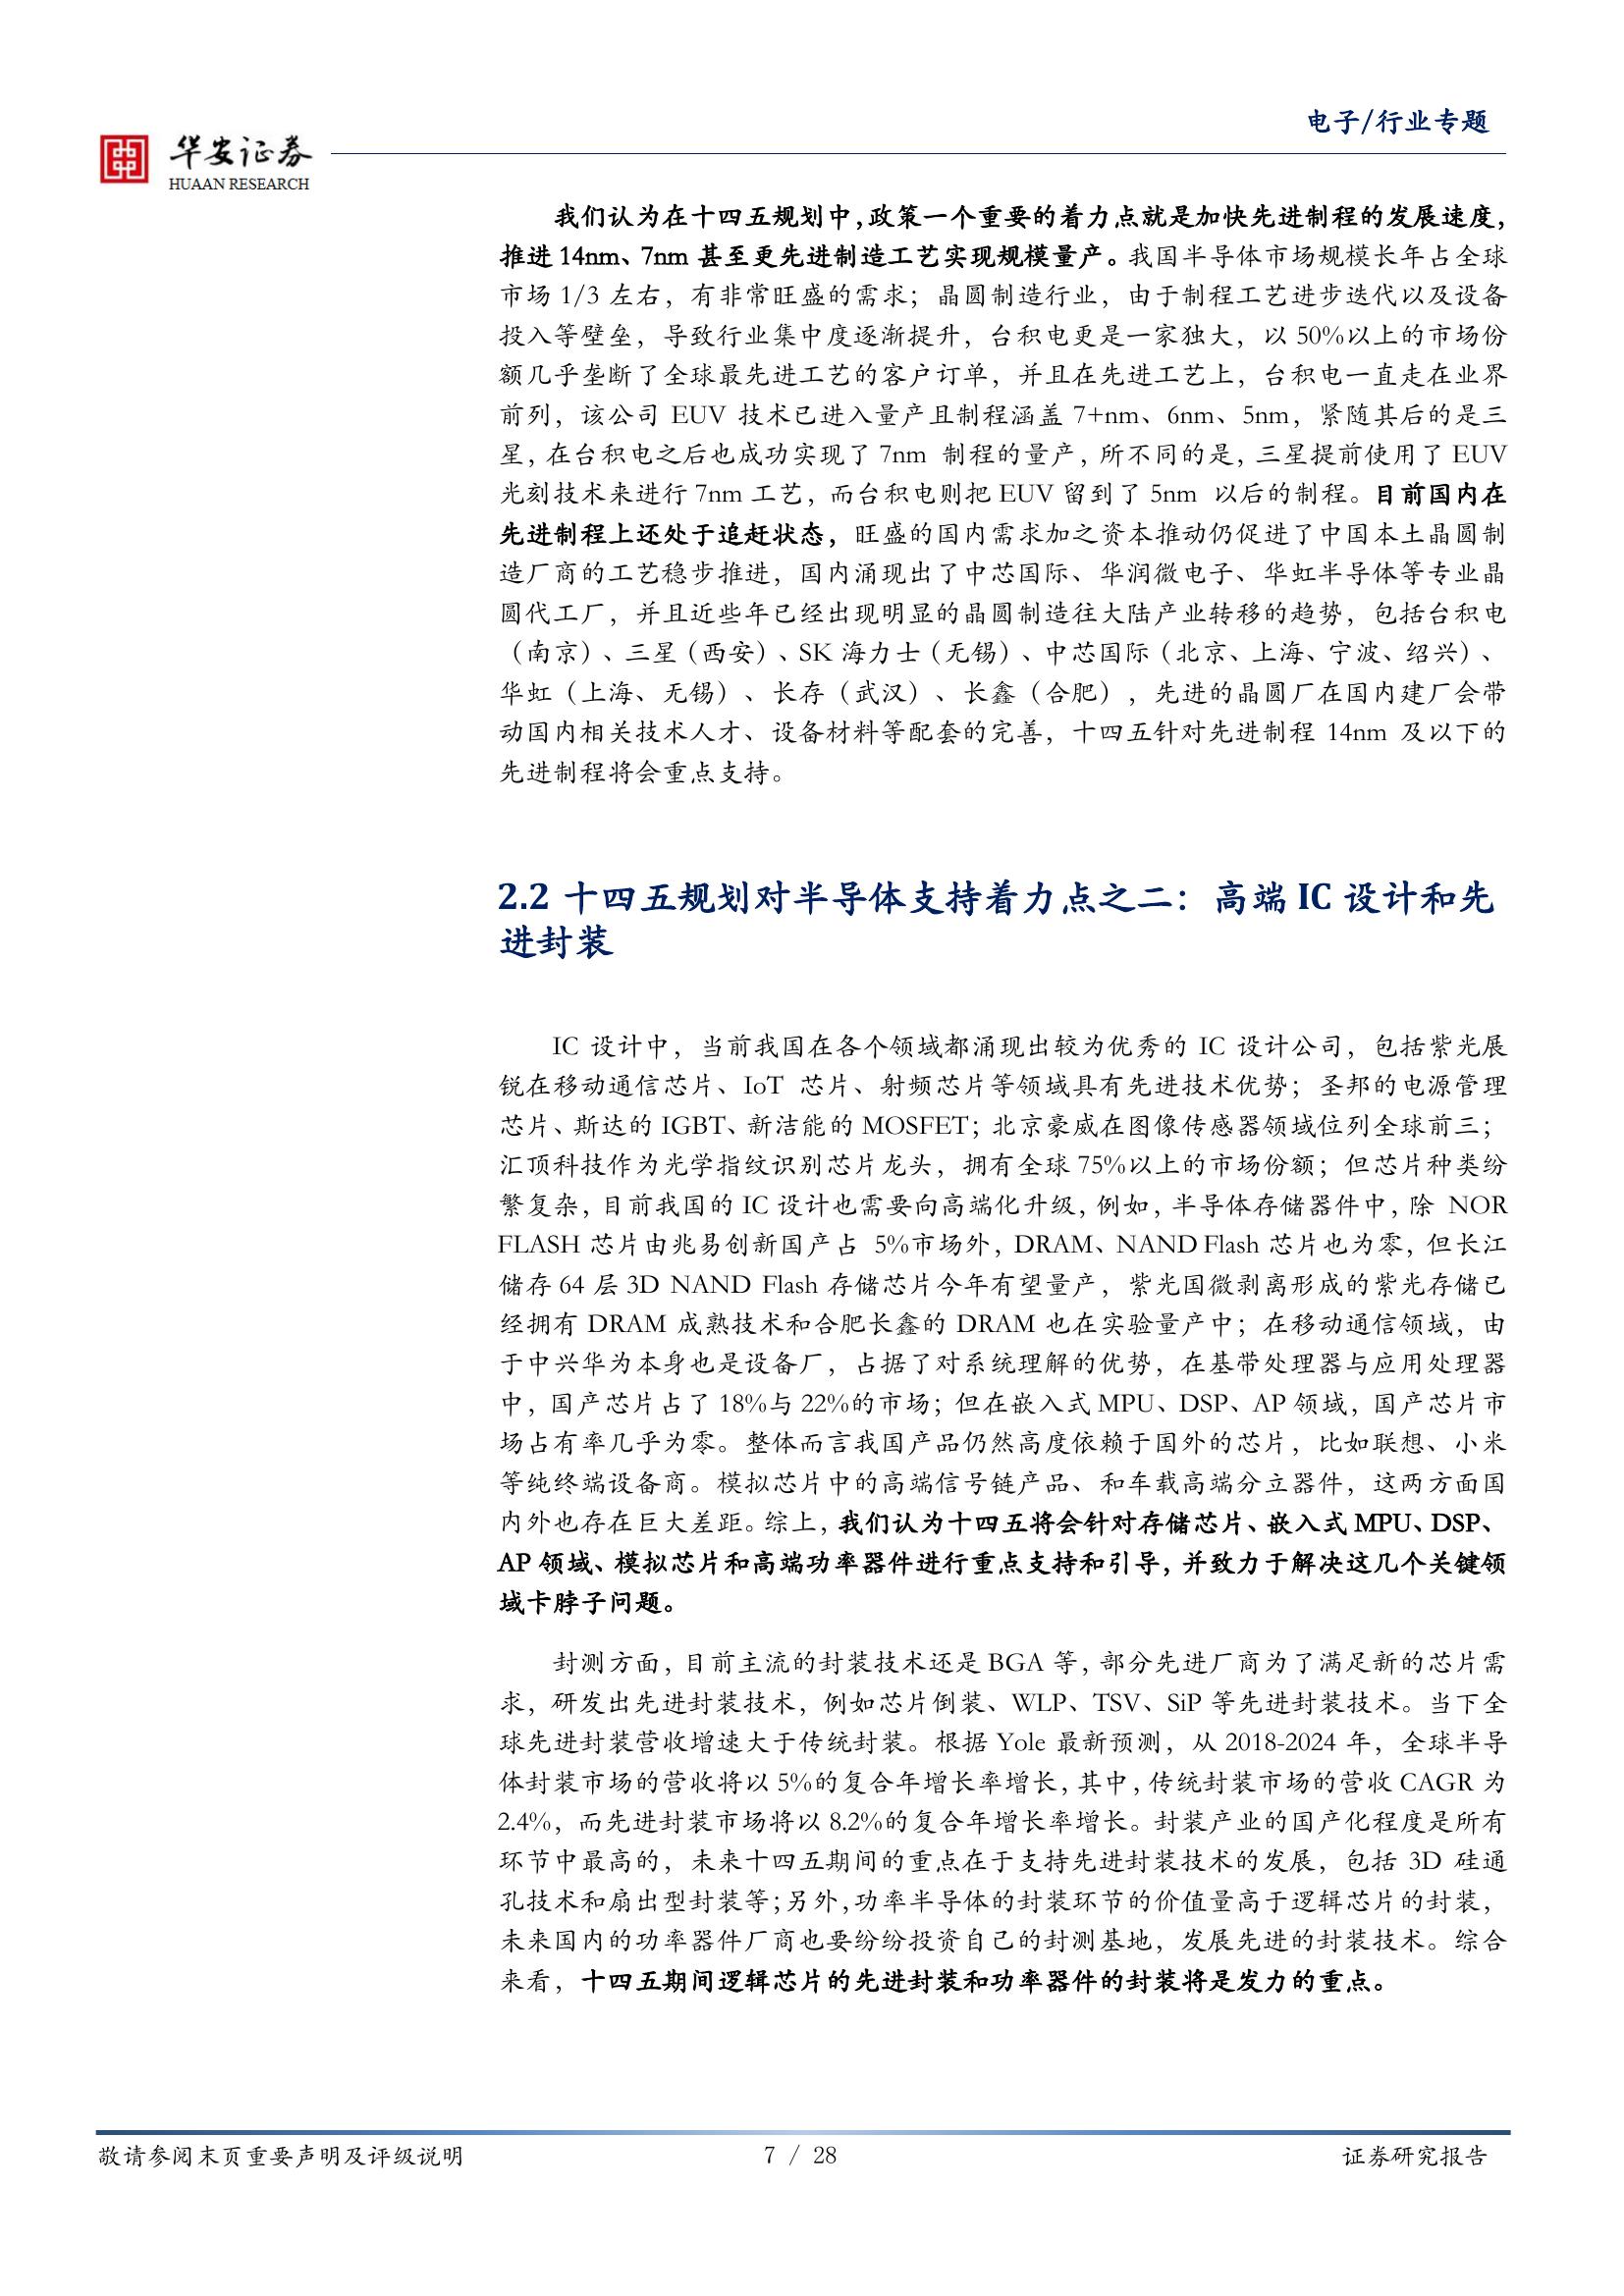 电子/行业专题
华安证券
HUAAN RESEARCH
我们认为在十四五规划中，政策一个重要的着力点就是加快先进制程的发展速度，
推进 14nm、7nm 甚至更先进制造工艺实现规模量产。我国半导体市场规模长年占全球
市场 1/3 左右，有非常旺盛的需求；晶圆制造行业，由于制程工艺进步迭代以及设备
投入等壁垒，导致行业集中度逐渐提升，台积电更是一家独大，以 50%以上的市场份
额几乎垄断了全球最先进工艺的客户订单，并且在先进工艺上，台积电一直走在业界
前列，该公司 EUV 技术已进入量产且制程涵盖 7+nm、6nm、5nm，紧随其后的是三
星，在台积电之后也成功实现了 7nm 制程的量产，所不同的是，三星提前使用了 EUV
光刻技术来进行 7nm 工艺，而台积电则把 EUV 留到了 5nm 以后的制程。目前国内在
先进制程上还处于追赶状态，旺盛的国内需求加之资本推动仍促进了中国本土晶圆制
造厂商的工艺稳步推进，国内涌现出了中芯国际、华润微电子、华虹半导体等专业晶
圆代工厂，并且近些年已经出现明显的晶圆制造往大陆产业转移的趋势，包括台积电
（南京）、三星（西安）、SK 海力士（无锡）、中芯国际（北京、上海、宁波、绍兴）、
华虹（上海、无锡）、长存（武汉）、长鑫（合肥），先进的晶圆厂在国内建厂会带
动国内相关技术人才、设备材料等配套的完善，十四五针对先进制程 14nm 及以下的
先进制程将会重点支持。
2.2 十四五规划对半导体支持着力点之二：高端 IC 设计和先
进封装
IC 设计中，当前我国在各个领域都涌现出较为优秀的 IC 设计公司，包括紫光展
锐在移动通信芯片、IoT 芯片、射频芯片等领域具有先进技术优势；圣邦的电源管理
芯片、斯达的 IGBT、新洁能的 MOSFET；北京豪威在图像传感器领域位列全球前三；
汇顶科技作为光学指纹识别芯片龙头，拥有全球 75%以上的市场份额；但芯片种类纷
繁复杂，目前我国的 IC 设计也需要向高端化升级，例如，半导体存储器件中，除 NOR
FLASH 芯片由兆易创新国产占 5%市场外，DRAM、NAND Flash 芯片也为零，但长江
储存 64 层 3D NAND Flash 存储芯片今年有望量产，紫光国微剥离形成的紫光存储已
经拥有 DRAM 成熟技术和合肥长鑫的 DRAM 也在实验量产中；在移动通信领域，由
于中兴华为本身也是设备厂，占据了对系统理解的优势，在基带处理器与应用处理器
中，国产芯片占了 18%与 22%的市场；但在嵌入式 MPU、DSP、AP 领域，国产芯片市
场占有率几乎为零。整体而言我国产品仍然高度依赖于国外的芯片，比如联想、小米
等纯终端设备商。模拟芯片中的高端信号链产品、和车载高端分立器件，这两方面国
内外也存在巨大差距。综上，我们认为十四五将会针对存储芯片、嵌入式 MPU、DSP、
AP 领域、模拟芯片和高端功率器件进行重点支持和引导，并致力于解决这几个关键领
域卡脖子问题。
封测方面，目前主流的封装技术还是 BGA 等，部分先进厂商为了满足新的芯片需
求，研发出先进封装技术，例如芯片倒装、WLP、TSV、SiP 等先进封装技术。当下全
球先进封装营收增速大于传统封装。根据 Yole 最新预测，从 2018-2024 年，全球半导
体封装市场的营收将以 5%的复合年增长率增长，其中，传统封装市场的营收 CAGR 为
2.4%，而先进封装市场将以 8.2%的复合年增长率增长。封装产业的国产化程度是所有
环节中最高的，未来十四五期间的重点在于支持先进封装技术的发展，包括 3D 硅通
孔技术和扇出型封装等；另外，功率半导体的封装环节的价值量高于逻辑芯片的封装，
未来国内的功率器件厂商也要纷纷投资自己的封测基地，发展先进的封装技术。综合
来看，十四五期间逻辑芯片的先进封装和功率器件的封装将是发力的重点。
敬请参阅末页重要声明及评级说明
7 / 28
证券研究报告